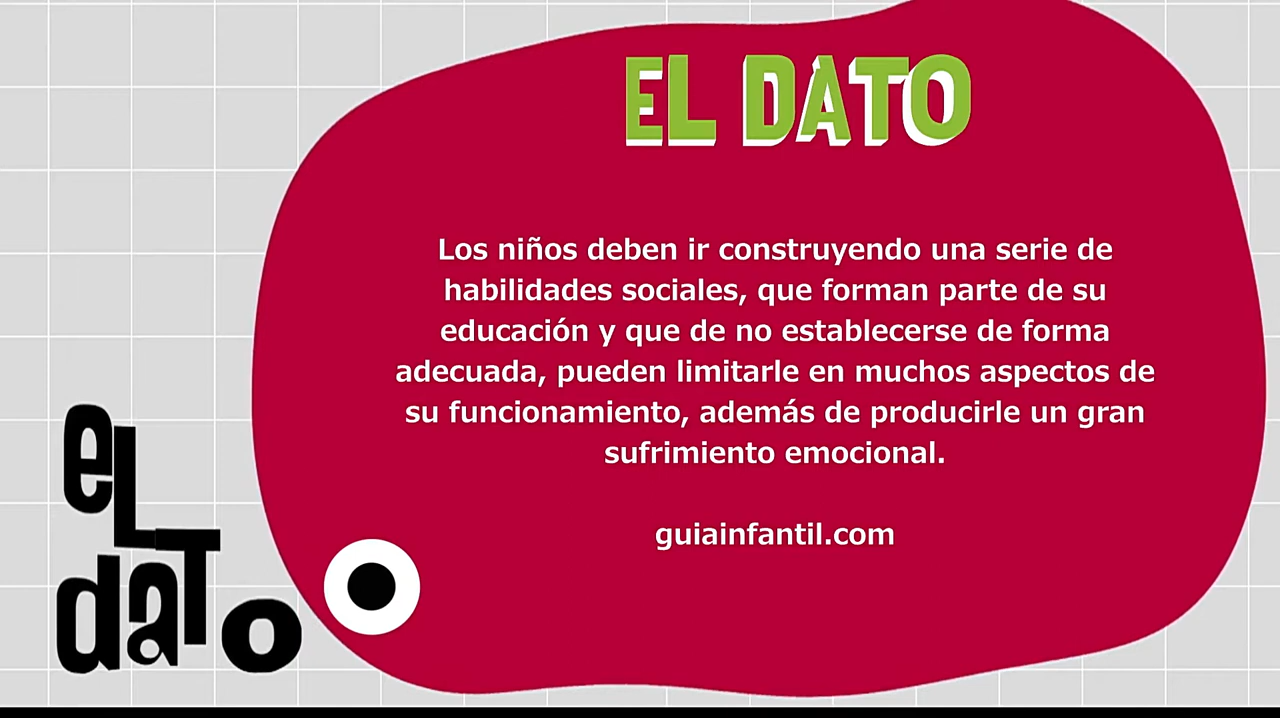 EL DATO
Los niños deben ir construyendo una serie de
habilidades sociales, que forman parte de su
educación y que de no establecerse de forma
adecuada, pueden limitarle en muchos aspectos de
su funcionamiento, además de producirle un gran
sufrimiento emocional.
guiainfantil.com
eL
daTo